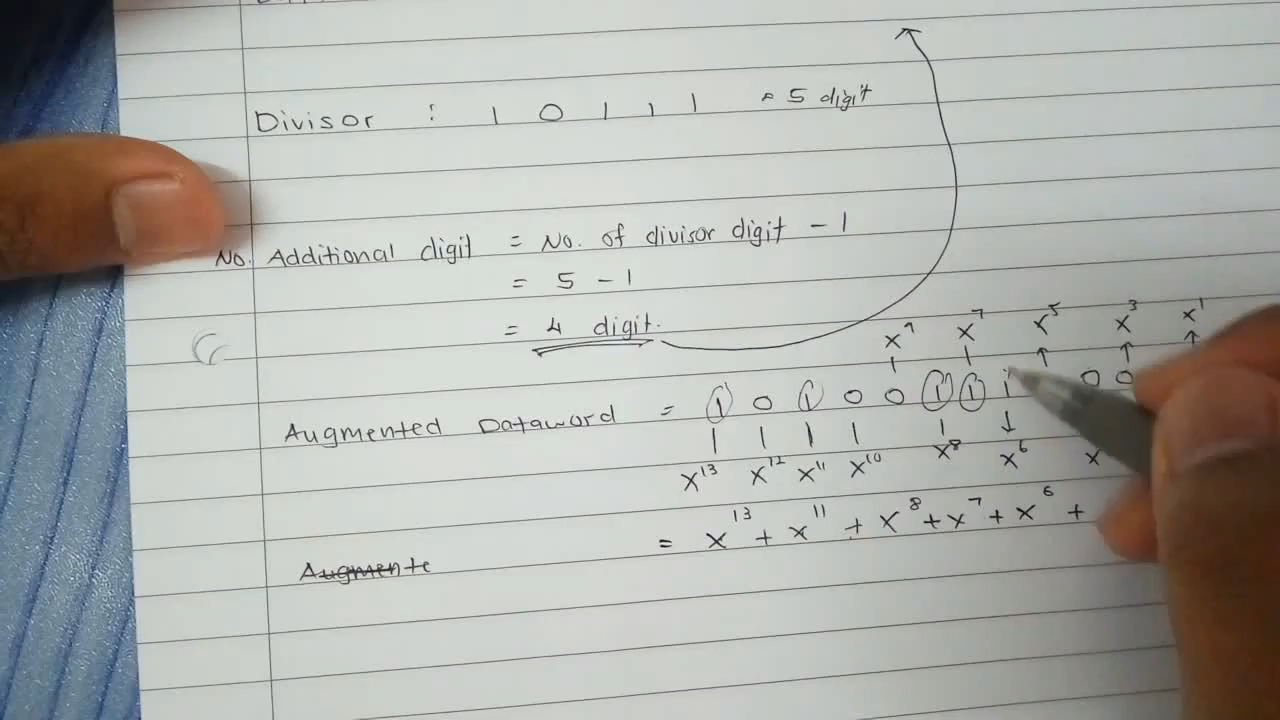 Divisor : 1 0 1 1 1 = 5 digit
No. Additional digit = No. of divisor digit - 1
= 5 - 1
= 4 digit.
x⁹ x⁷ x⁵ x³ x¹
Augmented Dataword = 1 0 1 0 0 1 1 1 0 0
x¹³ x¹² x¹¹ x¹⁰ x⁸ x⁶ x
= x¹³ + x¹¹ + x⁸ + x⁷ + x⁶ +
Augmente